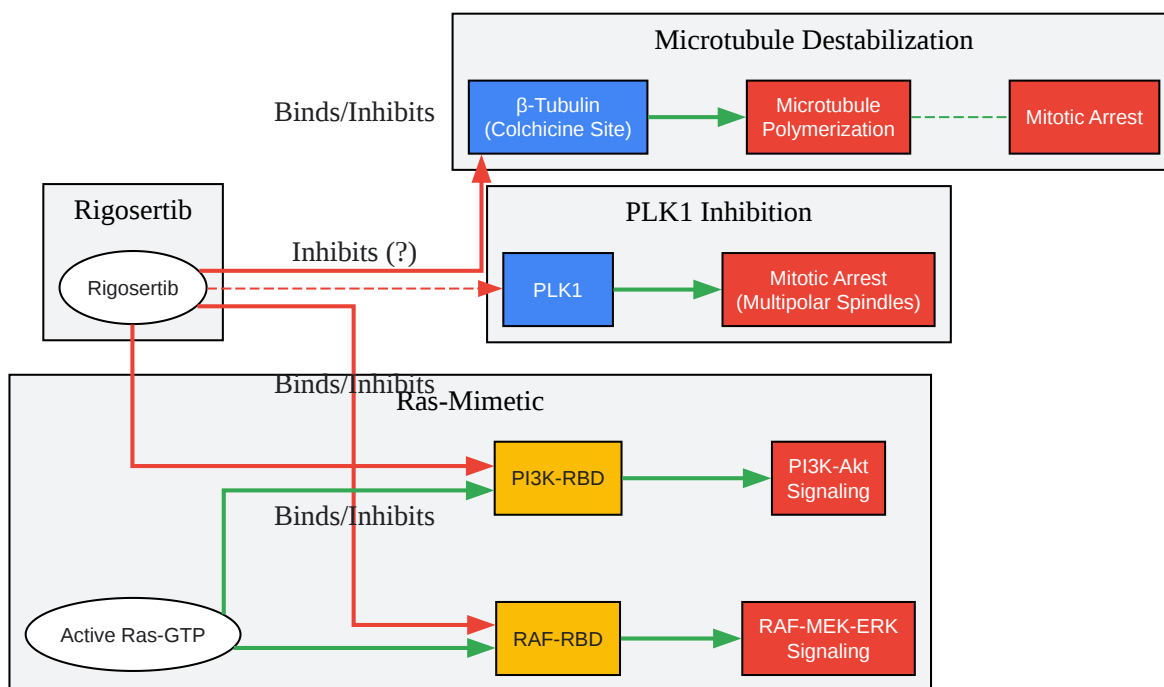 Microtubule Destabilization
Binds/Inhibits
β-Tubulin
(Colchicine Site)
Microtubule
Polymerization
Mitotic Arrest
Rigosertib
PLK1 Inhibition
Inhibits (?)
Rigosertib
PLK1
Mitotic Arrest
(Multipolar Spindles)
Binds/Inhibits
Ras-Mimetic
PI3K-RBD
PI3K-Akt
Signaling
Binds/Inhibits
Active Ras-GTP
RAF-RBD
RAF-MEK-ERK
Signaling